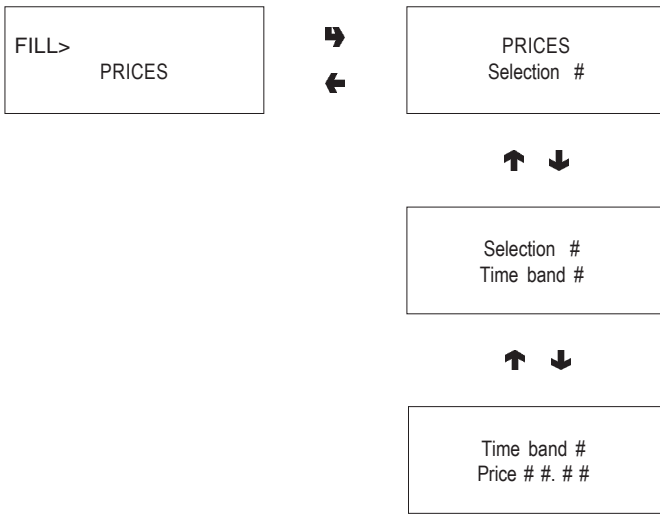 FILL>
PRICES
PRICES
Selection #
Selection #
Time band #
Time band #
Price # #. # #